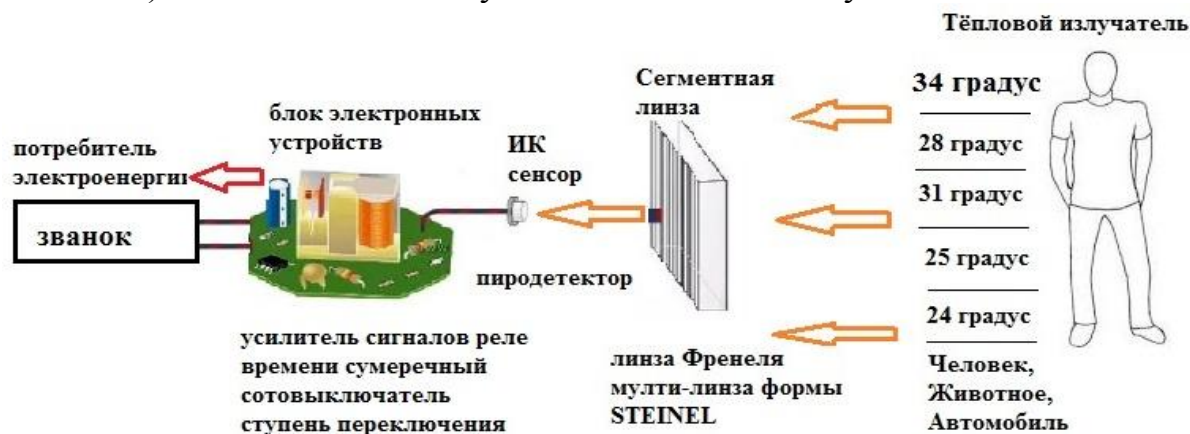 Тёпловой излучатель
34 градус
28 градус
31 градус
25 градус
24 градус
Человек,
Животное,
Автомобиль
Сегментная
линза
линза Френеля
мулти-линза формы
STEINEL
ИК
сенсор
пиродетектор
блок электронных
устройств
усилитель сигналов реле
времени сумеречный
сотовыключатель
ступень переключения
потребитель
электроенергии
званок